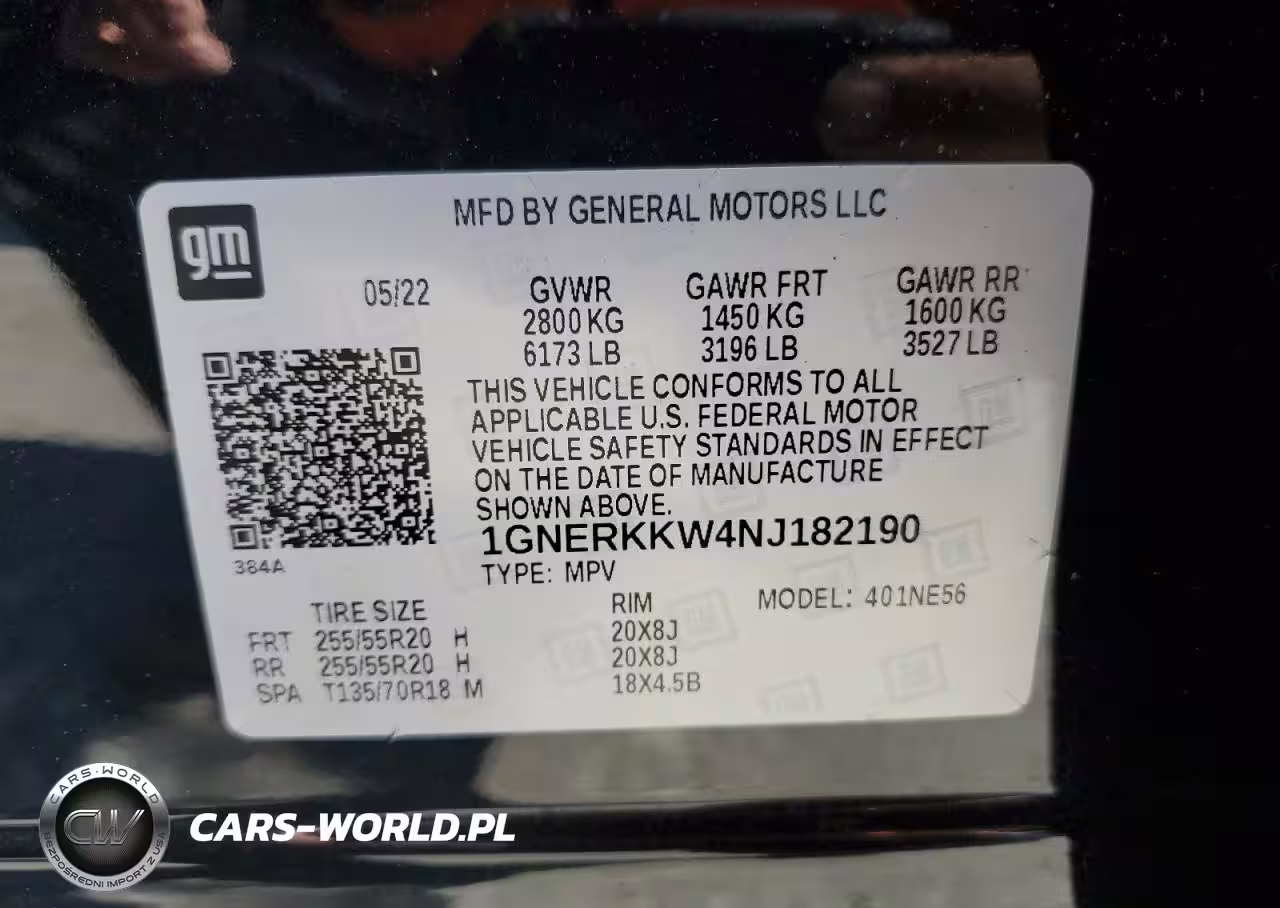 gm
MFD BY GENERAL MOTORS LLC
05/22 GVWR GAWR FRT GAWR RR
2800 KG 1450 KG 1600 KG
6173 LB 3196 LB 3527 LB
THIS VEHICLE CONFORMS TO ALL
APPLICABLE U.S. FEDERAL MOTOR
VEHICLE SAFETY STANDARDS IN EFFECT
ON THE DATE OF MANUFACTURE
SHOWN ABOVE.
1GNERKKW4NJ182190
384A
TYPE: MPV
TIRE SIZE RIM MODEL: 401NE56
FRT 255/55R20 H 20X8J
RR 255/55R20 H 20X8J
SPA T135/70R18 M 18X4.5B
CARS-WORLD
CW
BEZPOŚREDNI IMPORT Z USA
CARS-WORLD.PL